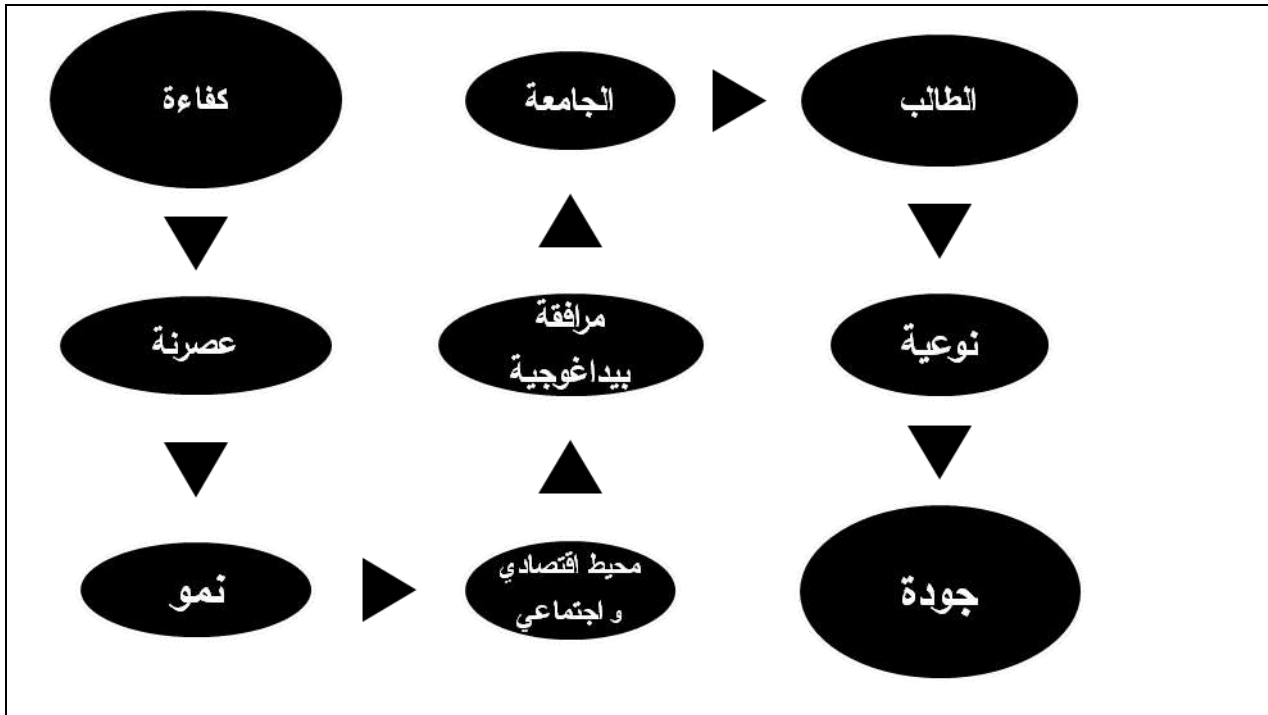 كفاءة
عصرنة
نمو
محيط اقتصادي
و اجتماعي
مرافقة
بيداغوجية
الجامعة
الطالب
نوعية
جودة